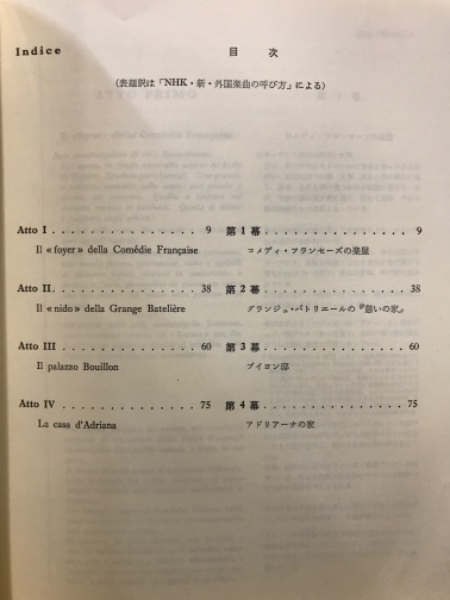 Indice 目次
(表題訳は「NHK・新・外国楽曲の呼び方」による)
Atto I . . . . . . . . . . . . . . . 9 第1幕 . . . . . . . . . . . . . . . . 9
Il «foyer» della Comédie Française コメディ・フランセーズの楽屋
Atto II. . . . . . . . . . . . . . . 38 第2幕 . . . . . . . . . . . . . . . . 38
Il «nido» della Grange Batelière グランジュ・バトリエールの『憩いの家』
Atto III . . . . . . . . . . . . . . 60 第3幕 . . . . . . . . . . . . . . . . 60
Il palazzo Bouillon ブイヨン邸
Atto IV . . . . . . . . . . . . . . 75 第4幕 . . . . . . . . . . . . . . . . 75
La casa d'Adriana アドリアーナの家